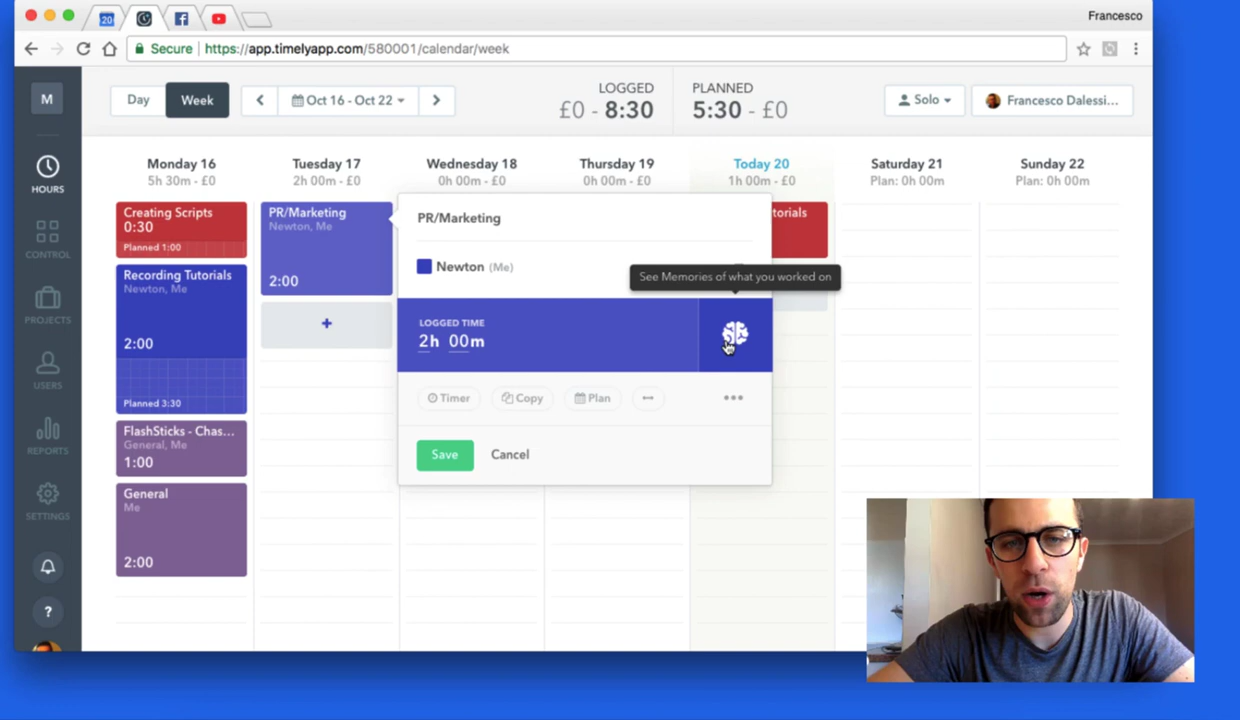 Francesco
20
Secure | https://app.timelyapp.com/580001/calendar/week
M
Day
Week
Oct 16 - Oct 22
LOGGED
£0 - 8:30
PLANNED
5:30 - £0
Solo
Francesco Dalessi...
HOURS
CONTROL
PROJECTS
USERS
REPORTS
SETTINGS
?
Monday 16
5h 30m - £0
Tuesday 17
2h 00m - £0
Wednesday 18
0h 00m - £0
Thursday 19
0h 00m - £0
Today 20
1h 00m - £0
Saturday 21
Plan: 0h 00m
Sunday 22
Plan: 0h 00m
Creating Scripts
0:30
Planned 1:00
Recording Tutorials
Newton, Me
2:00
Planned 3:30
FlashSticks - Chas...
General, Me
1:00
General
Me
2:00
PR/Marketing
Newton, Me
2:00
+
torials
PR/Marketing
Newton (Me)
See Memories of what you worked on
LOGGED TIME
2h 00m
Timer
Copy
Plan
Save
Cancel